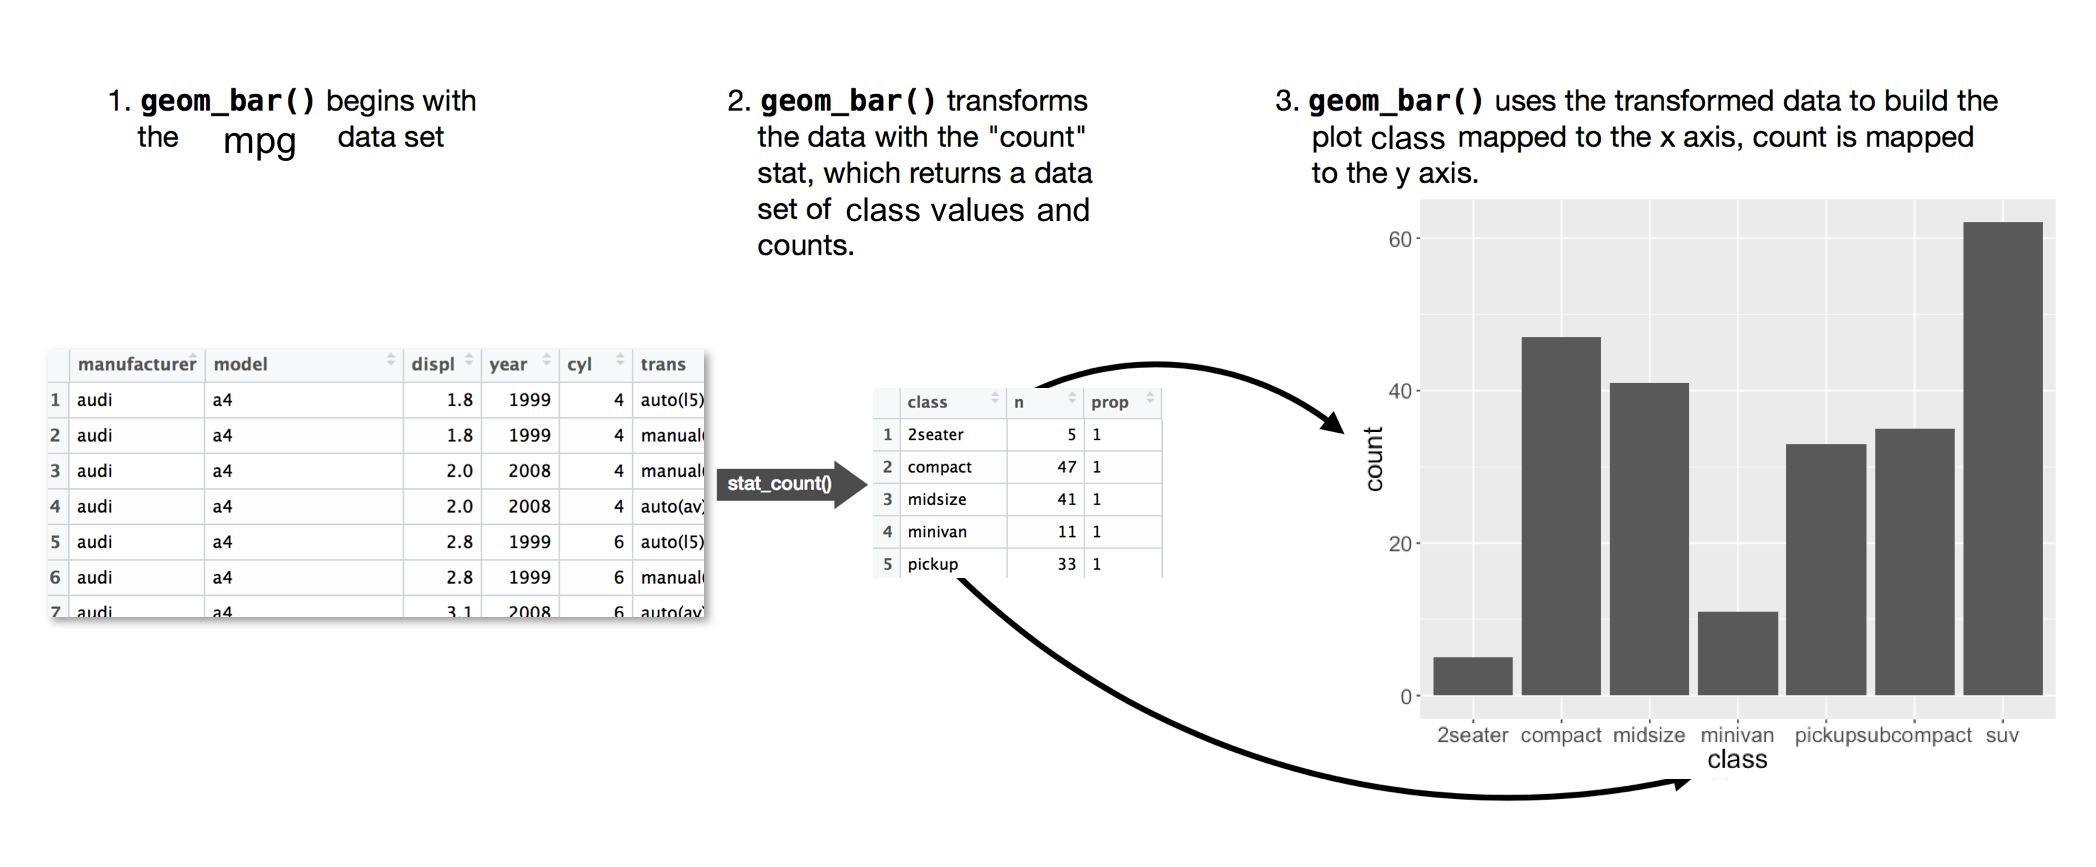 1. geom_bar() begins with
the mpg data set
2. geom_bar() transforms
the data with the "count"
stat, which returns a data
set of class values and
counts.
3. geom_bar() uses the transformed data to build the
plot class mapped to the x axis, count is mapped
to the y axis.
manufacturer model displ year cyl trans
1 audi a4 1.8 1999 4 auto(l5)
2 audi a4 1.8 1999 4 manual(
3 audi a4 2.0 2008 4 manual(
4 audi a4 2.0 2008 4 auto(av)
5 audi a4 2.8 1999 6 auto(l5)
6 audi a4 2.8 1999 6 manual(
7 audi a4 3.1 2008 6 auto(av)
stat_count()
class n prop
1 2seater 5 1
2 compact 47 1
3 midsize 41 1
4 minivan 11 1
5 pickup 33 1
count
60
40
20
0
2seater compact midsize minivan pickup subcompact suv
class